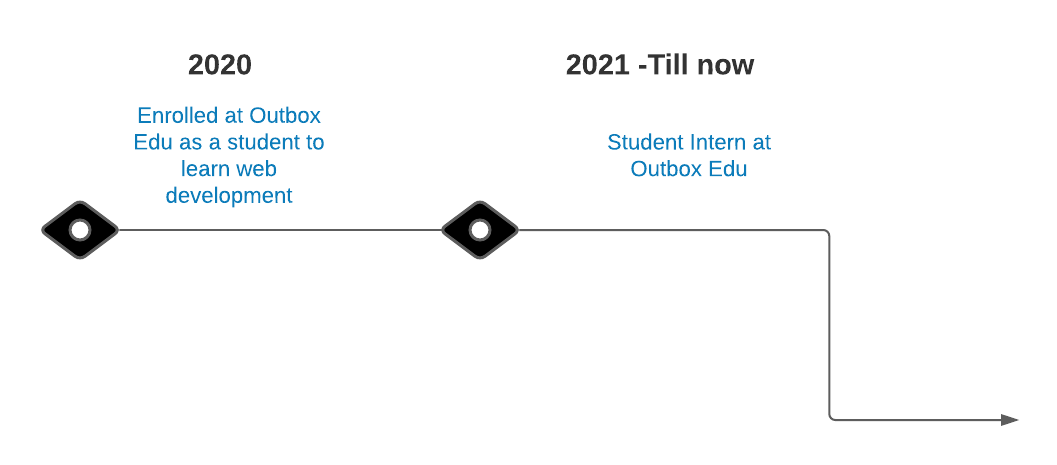 2020
Enrolled at Outbox
Edu as a student to
learn web
development
2021 -Till now
Student Intern at
Outbox Edu